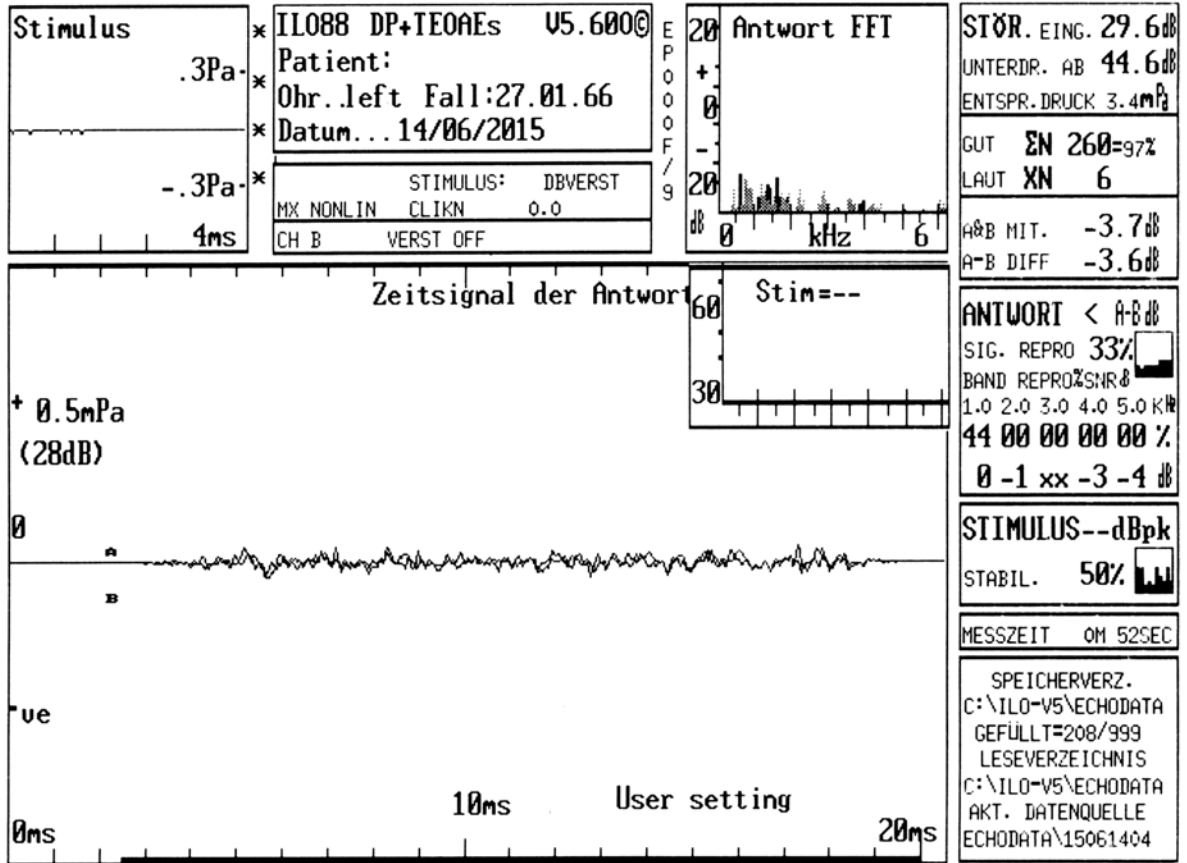 Stimulus
.3Pa-
-.3Pa-
4ms
*
*
*
*
ILO88 DP+TEOAEs V5.60O©
Patient:
Ohr..left Fall:27.01.66
Datum...14/06/2015
STIMULUS: DBVERST
MX NONLIN CLIKN 0.0
CH B VERST OFF
EP000F/9
Antwort FFT
20
+
0
-
20
dB
0 kHz 6
STÖR. EING. 29.6dB
UNTERDR. AB 44.6dB
ENTSPR.DRUCK 3.4mPa
GUT ΣN 260=97%
LAUT XN 6
A&B MIT. -3.7dB
A-B DIFF -3.6dB
ANTWORT < A-B dB
SIG. REPRO 33%
BAND REPRO%SNR dB
1.0 2.0 3.0 4.0 5.0 KHz
44 00 00 00 00 %
0 -1 xx -3 -4 dB
STIMULUS--dBpk
STABIL. 50%
MESSZEIT 0M 52SEC
SPEICHERVERZ.
C:\ILO-V5\ECHODATA
GEFÜLLT=208/999
LESEVERZEICHNIS
C:\ILO-V5\ECHODATA
AKT. DATENQUELLE
ECHODATA\15061404
Zeitsignal der Antwort
Stim=--
60
30
+ 0.5mPa
(28dB)
0
A
B
-ve
0ms
10ms
User setting
20ms